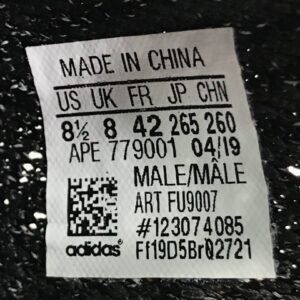 MADE IN CHINA
US UK FR JP CHN
8½ 8 42 265 260
APE 779001 04/19
MALE/MÂLE
ART FU9007
#123074085
adidas® Ff19D5Br02721